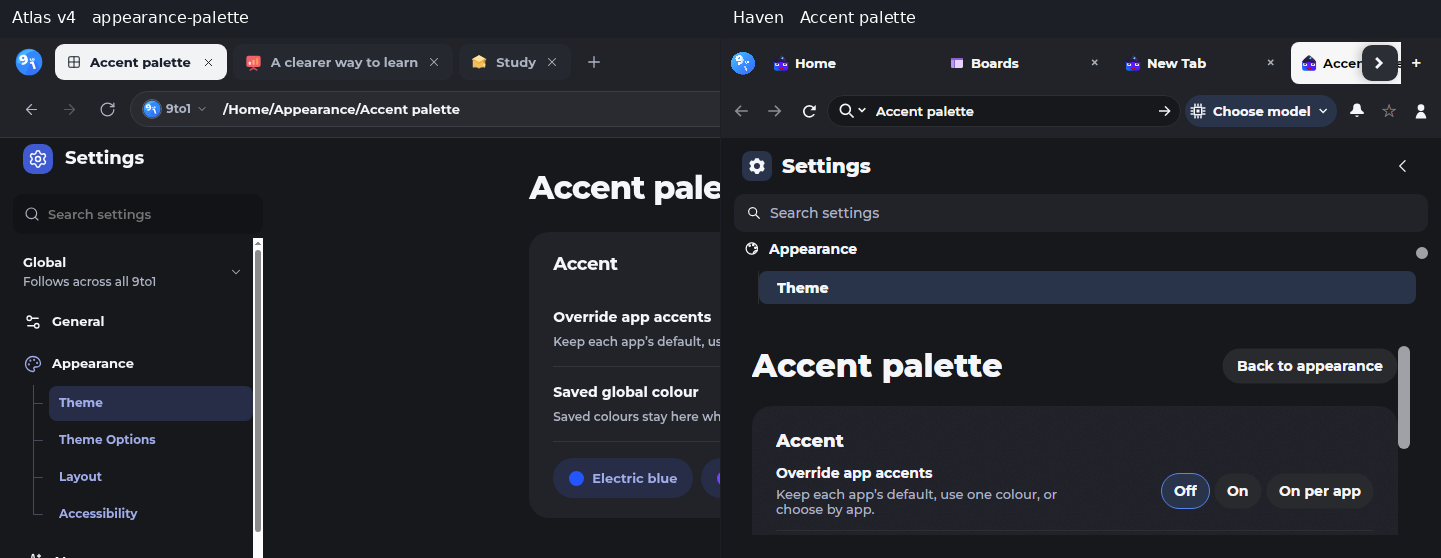 Atlas v4 appearance-palette
Accent palette
A clearer way to learn
Study
9to1
/Home/Appearance/Accent palette
Settings
Search settings
Global
Follows across all 9to1
General
Appearance
Theme
Theme Options
Layout
Accessibility
Accent pale
Accent
Override app accents
Keep each app's default, us
Saved global colour
Saved colours stay here wh
Electric blue
Haven Accent palette
Home
Boards
New Tab
Accen
Accent palette
Choose model
Settings
Search settings
Appearance
Theme
Accent palette
Back to appearance
Accent
Override app accents
Keep each app's default, use one colour, or
choose by app.
Off
On
On per app